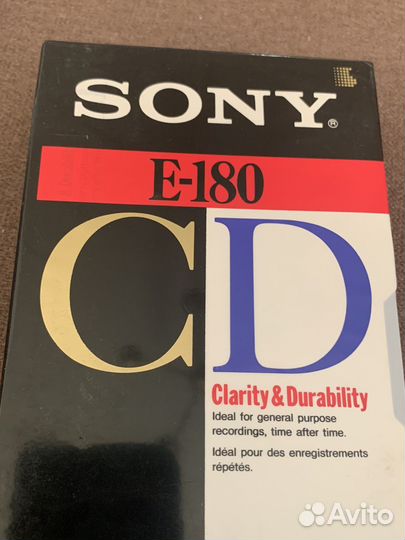 SONY®
E-180
CD
Clarity & Durability
Ideal for general purpose
recordings, time after time.
Idéal pour des enregistrements
répétés.
Avito